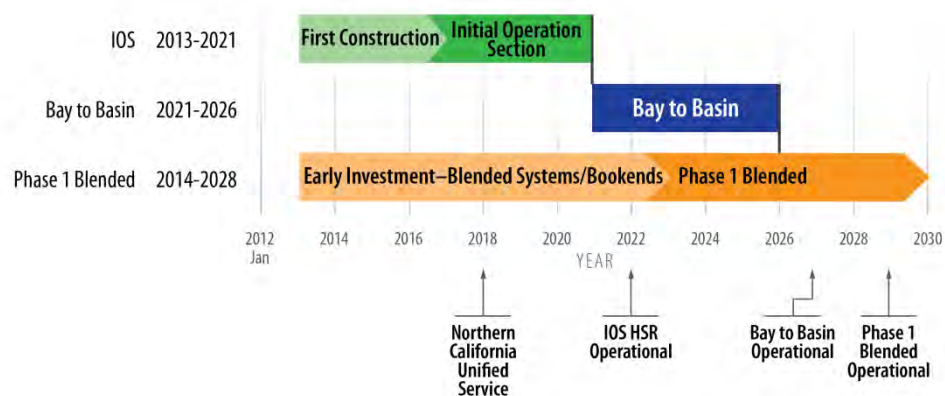 IOS 2013-2021
First Construction
Initial Operation
Section
Bay to Basin 2021-2026
Bay to Basin
Phase 1 Blended 2014-2028
Early Investment–Blended Systems/Bookends
Phase 1 Blended
2012 2014 2016 2018 2020 2022 2024 2026 2028 2030
Jan
YEAR
Northern
California
Unified
Service
IOS HSR
Operational
Bay to Basin
Operational
Phase 1
Blended
Operational